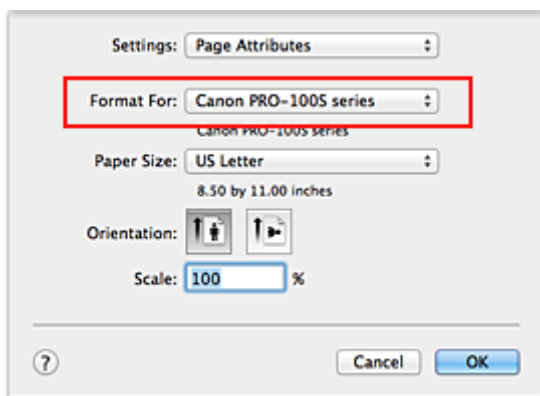 Settings: Page Attributes
Format For: Canon PRO-100S series
Canon PRO-100S series
Paper Size: US Letter
8.50 by 11.00 inches
Orientation:
Scale: 100 %
? Cancel OK